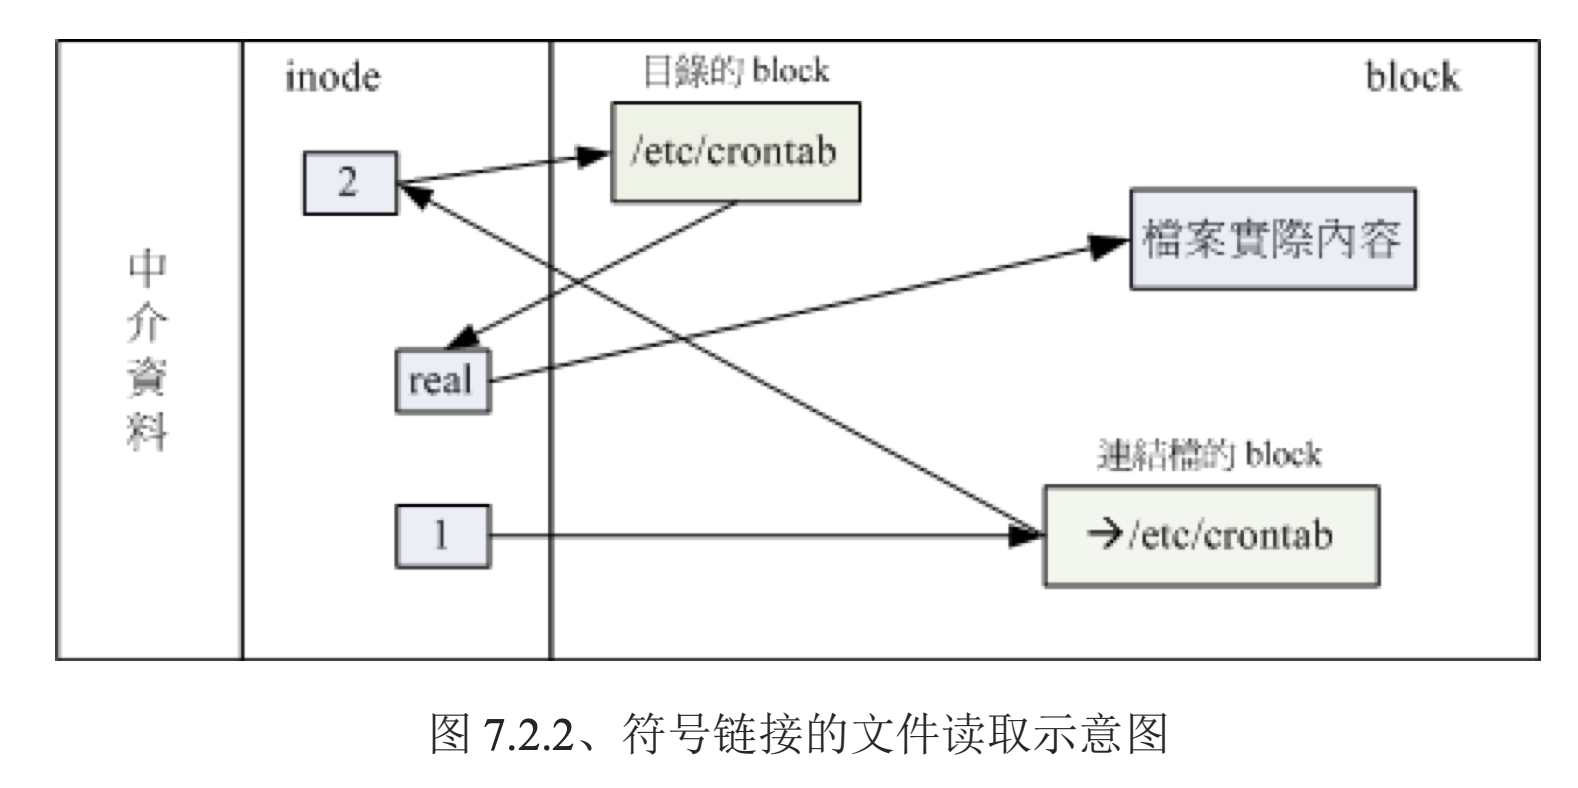 中介資料
inode
目錄的 block
block
/etc/crontab
2
檔案實際內容
real
連結檔的 block
1
→/etc/crontab
图 7.2.2、符号链接的文件读取示意图